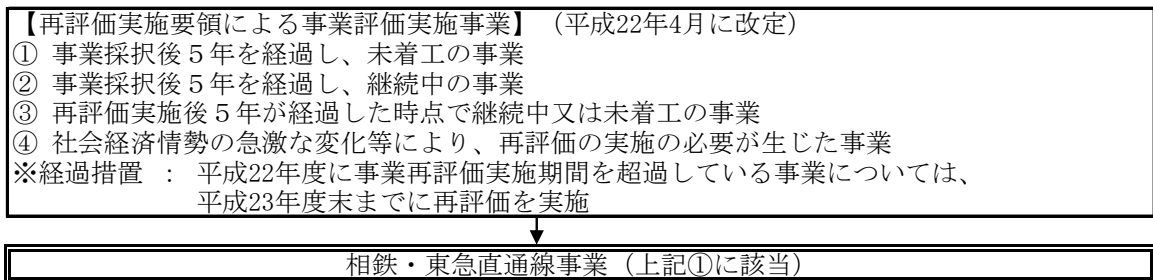 【再評価実施要領による事業評価実施事業】 （平成22年4月に改定）
① 事業採択後５年を経過し、未着工の事業
② 事業採択後５年を経過し、継続中の事業
③ 再評価実施後５年が経過した時点で継続中又は未着工の事業
④ 社会経済情勢の急激な変化等により、再評価の実施の必要が生じた事業
※経過措置 ： 平成22年度に事業再評価実施期間を超過している事業については、
平成23年度末までに再評価を実施
相鉄・東急直通線事業（上記①に該当）